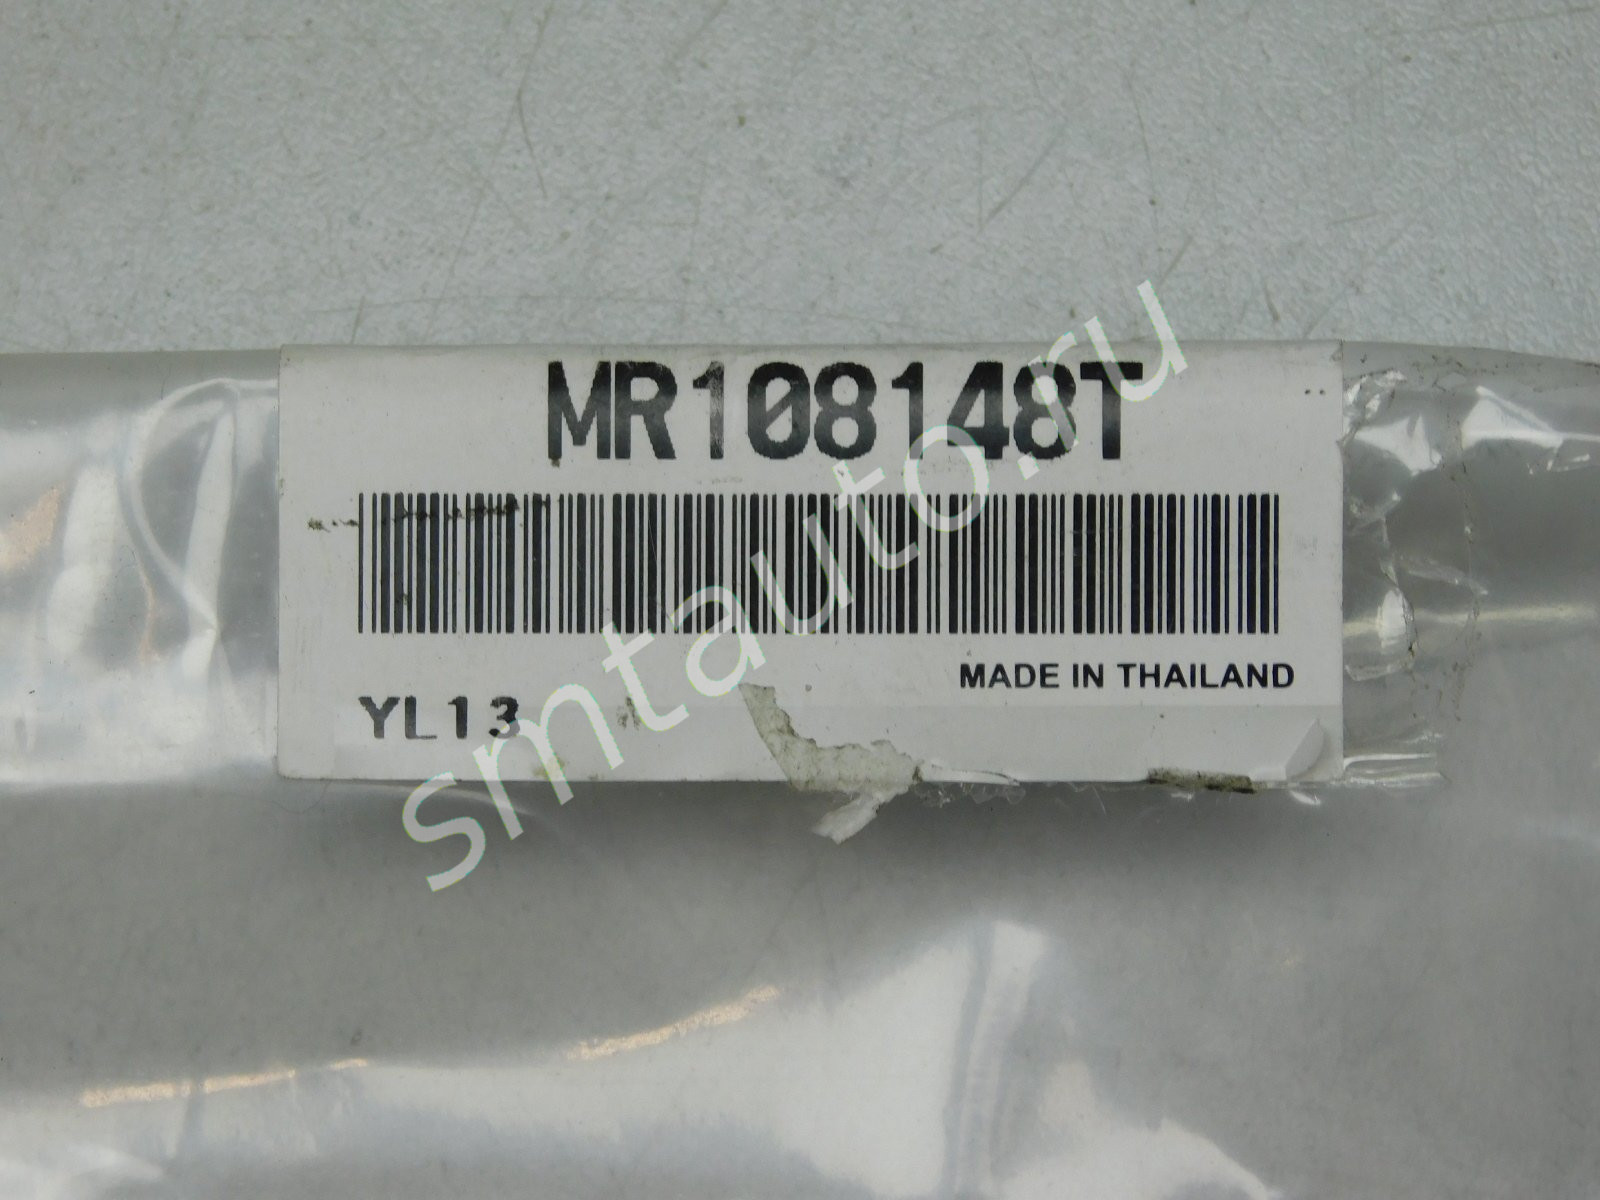 MR108148T
MADE IN THAILAND
YL13
smtauto.ru